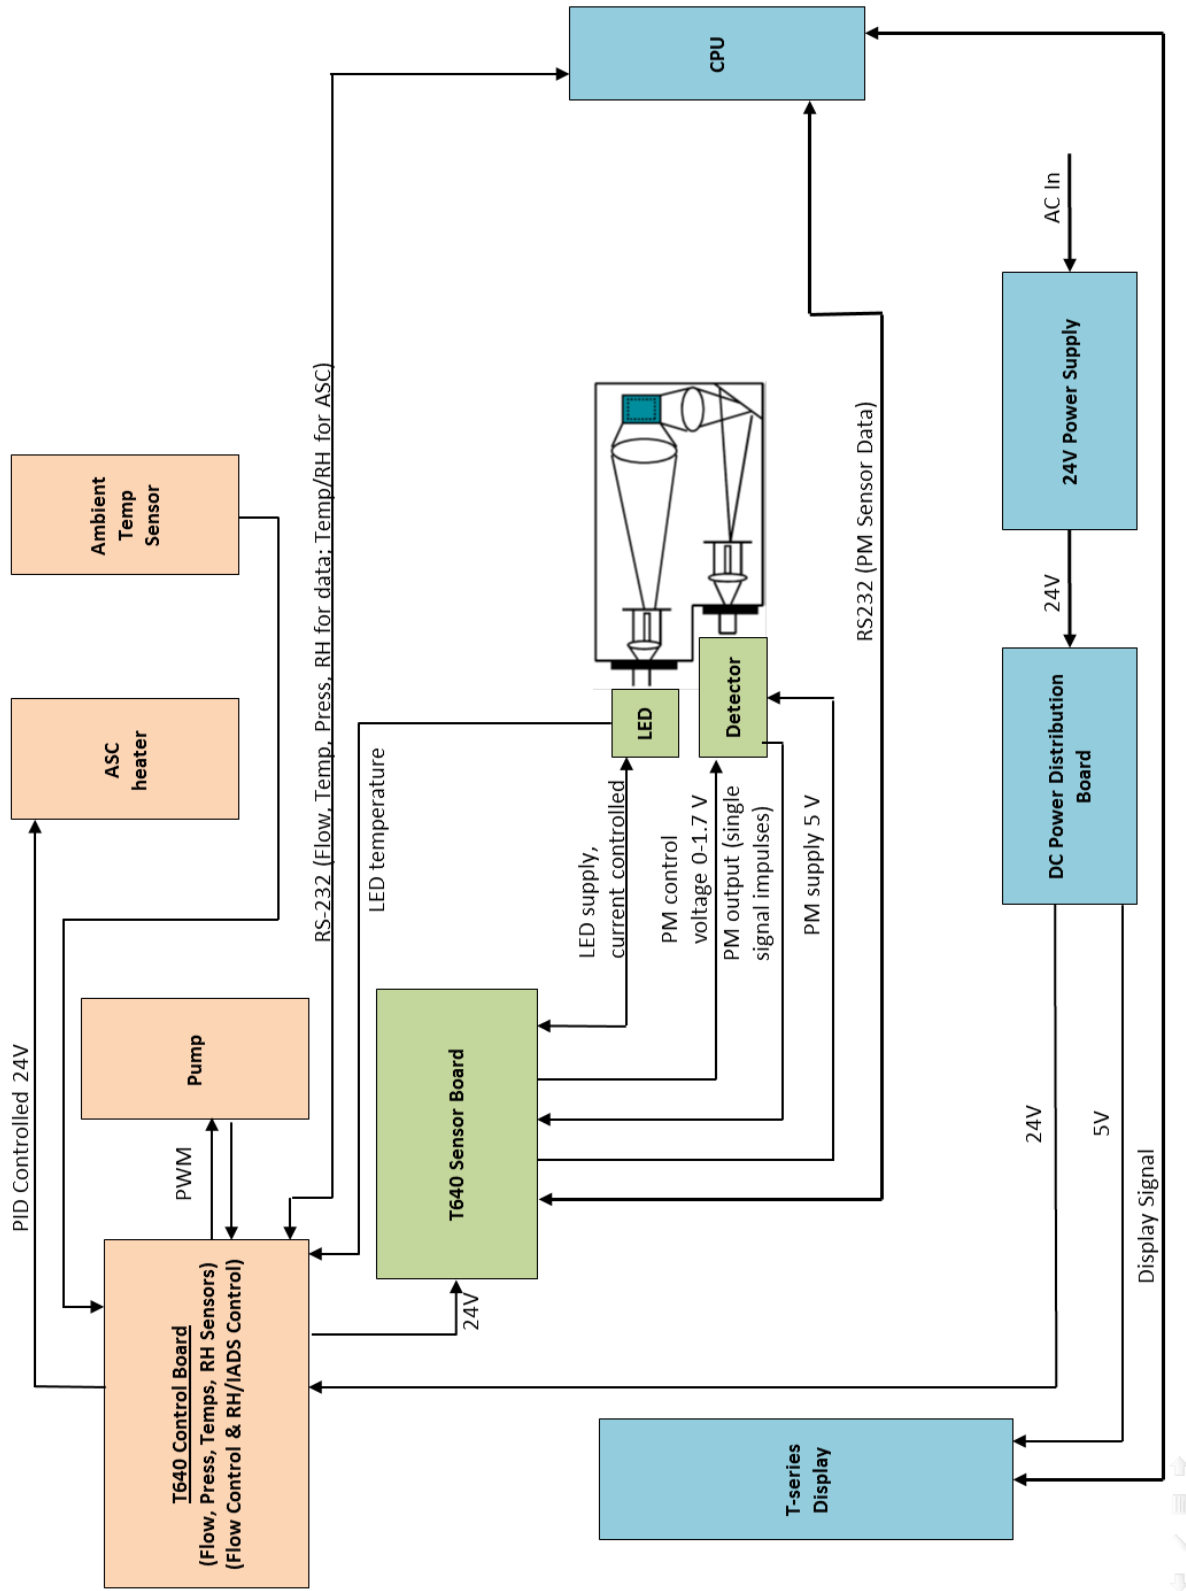 PID Controlled 24V
ASC
heater
Ambient
Temp
Sensor
T640 Control Board
(Flow, Press, Temps, RH Sensors)
(Flow Control & RH/IADS Control)
PWM
Pump
RS-232 (Flow, Temp, Press, RH for data; Temp/RH for ASC)
LED temperature
24V
T640 Sensor Board
LED supply,
current controlled
PM control
voltage 0-1.7 V
PM output (single
signal impulses)
PM supply 5 V
LED
Detector
RS232 (PM Sensor Data)
CPU
T-series
Display
24V
5V
DC Power Distribution
Board
24V
24V Power Supply
AC In
Display Signal